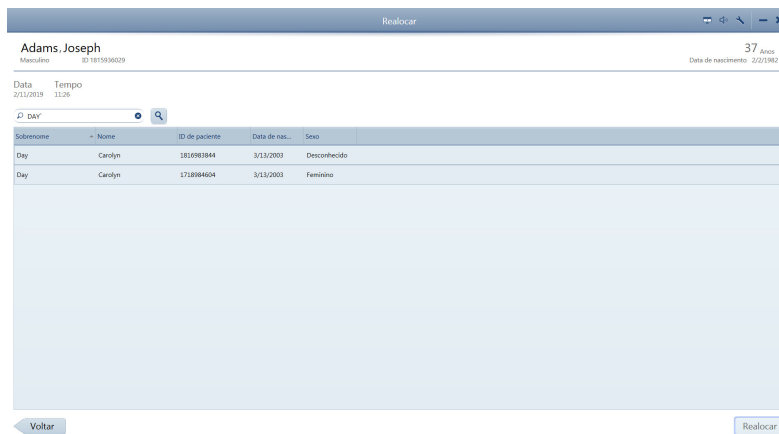 Realocar
Adams, Joseph
37 Anos
Masculino ID 1815936029
Data de nascimento 2/2/1982
Data Tempo
2/11/2019 11:26
DAY
Sobrenome Nome ID de paciente Data de nas... Sexo
Day Carolyn 1816983844 3/13/2003 Desconhecido
Day Carolyn 1718984604 3/13/2003 Feminino
Voltar Realocar